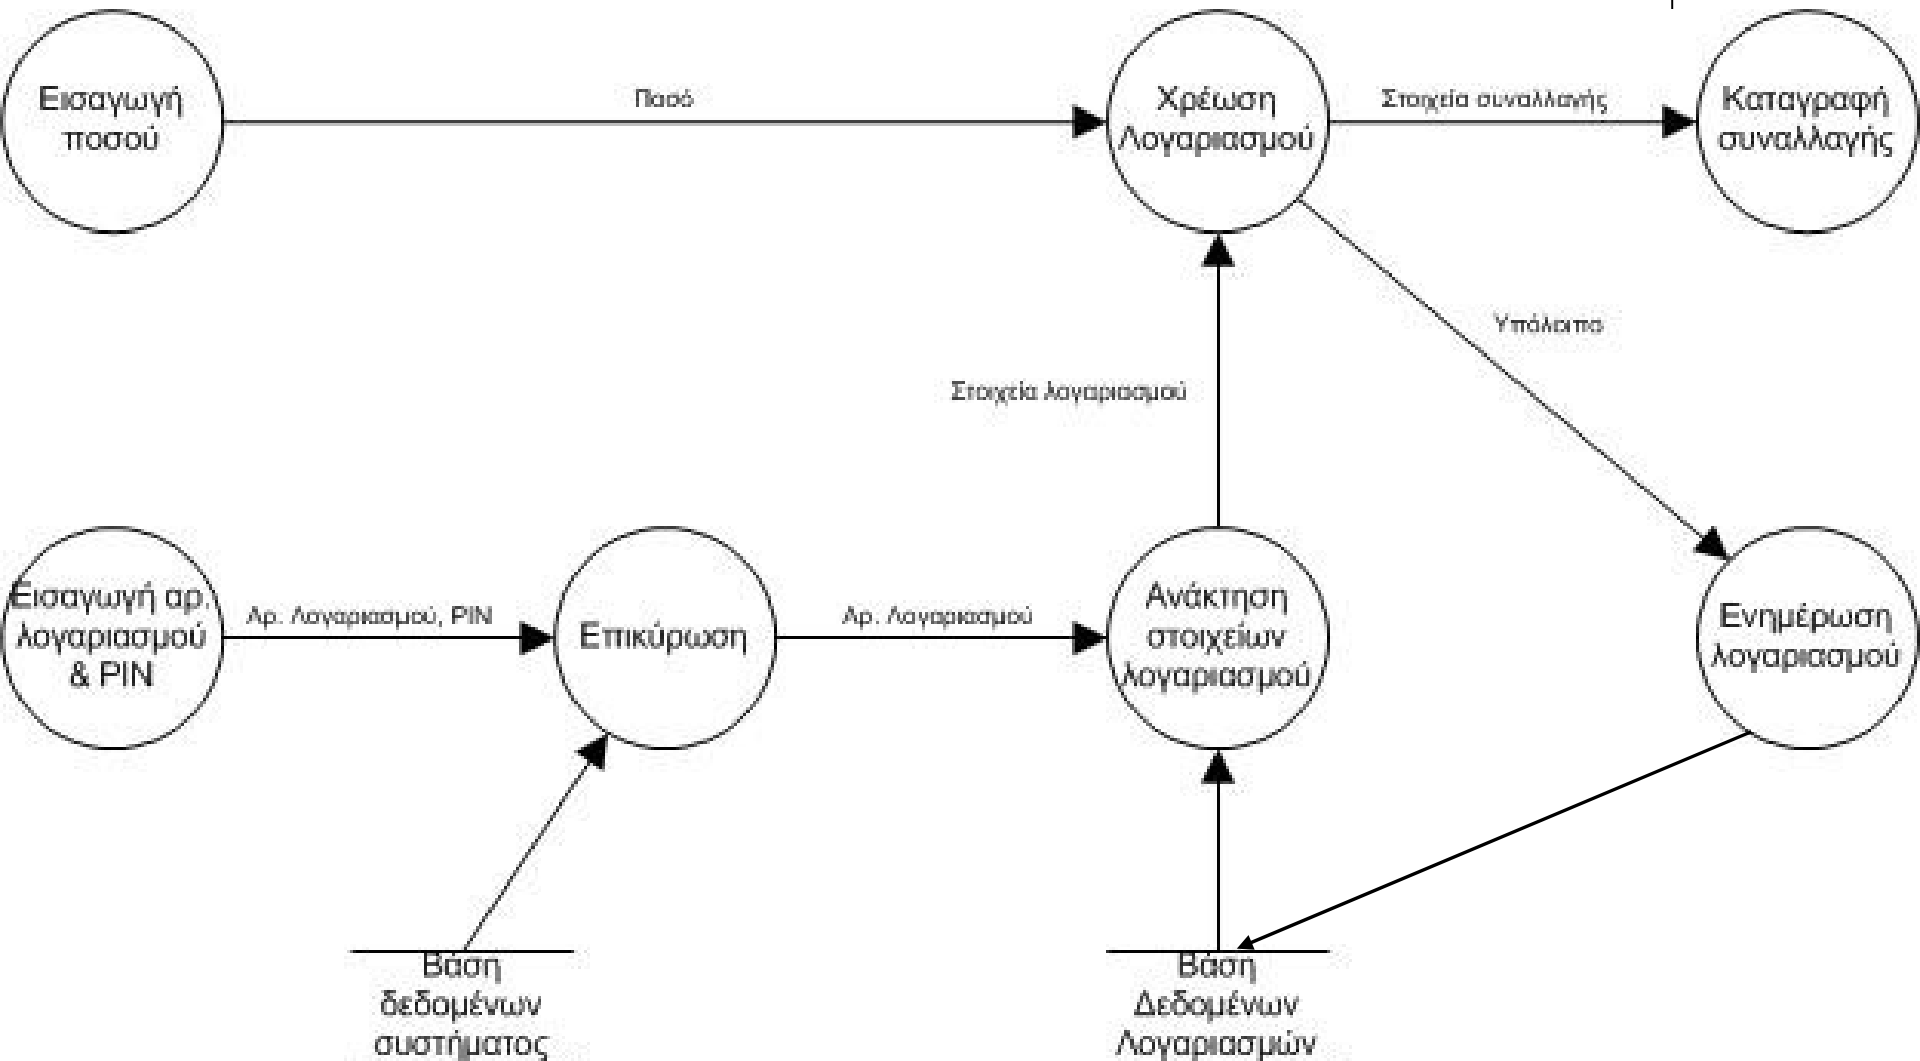 Εισαγωγή
ποσού
Ποσό
Χρέωση
Λογαριασμού
Στοιχεία συναλλαγής
Καταγραφή
συναλλαγής
Υπόλοιπο
Στοιχεία λογαριασμού
Εισαγωγή αρ.
λογαριασμού
& PIN
Αρ. Λογαριασμού, PIN
Επικύρωση
Αρ. Λογαριασμού
Ανάκτηση
στοιχείων
λογαριασμού
Ενημέρωση
λογαριασμού
Βάση
δεδομένων
συστήματος
Βάση
Δεδομένων
Λογαριασμών